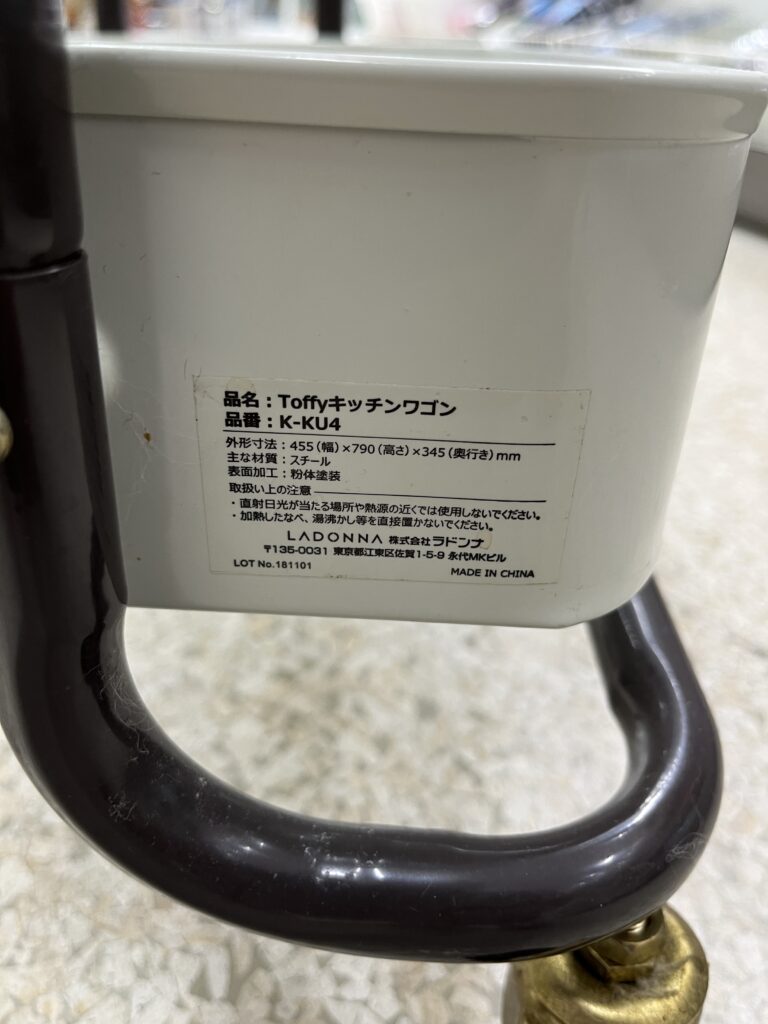 品名：Toffyキッチンワゴン
品番：K-KU4
外形寸法：455（幅）×790（高さ）×345（奥行き）mm
主な材質：スチール
表面加工：粉体塗装
取扱い上の注意
・直射日光が当たる場所や熱源の近くでは使用しないでください。
・加熱したなべ、湯沸かし等を直接置かないでください。
LADONNA 株式会社ラドンナ
〒135-0031 東京都江東区佐賀1-5-9 永代MKビル
LOT No.181101 MADE IN CHINA